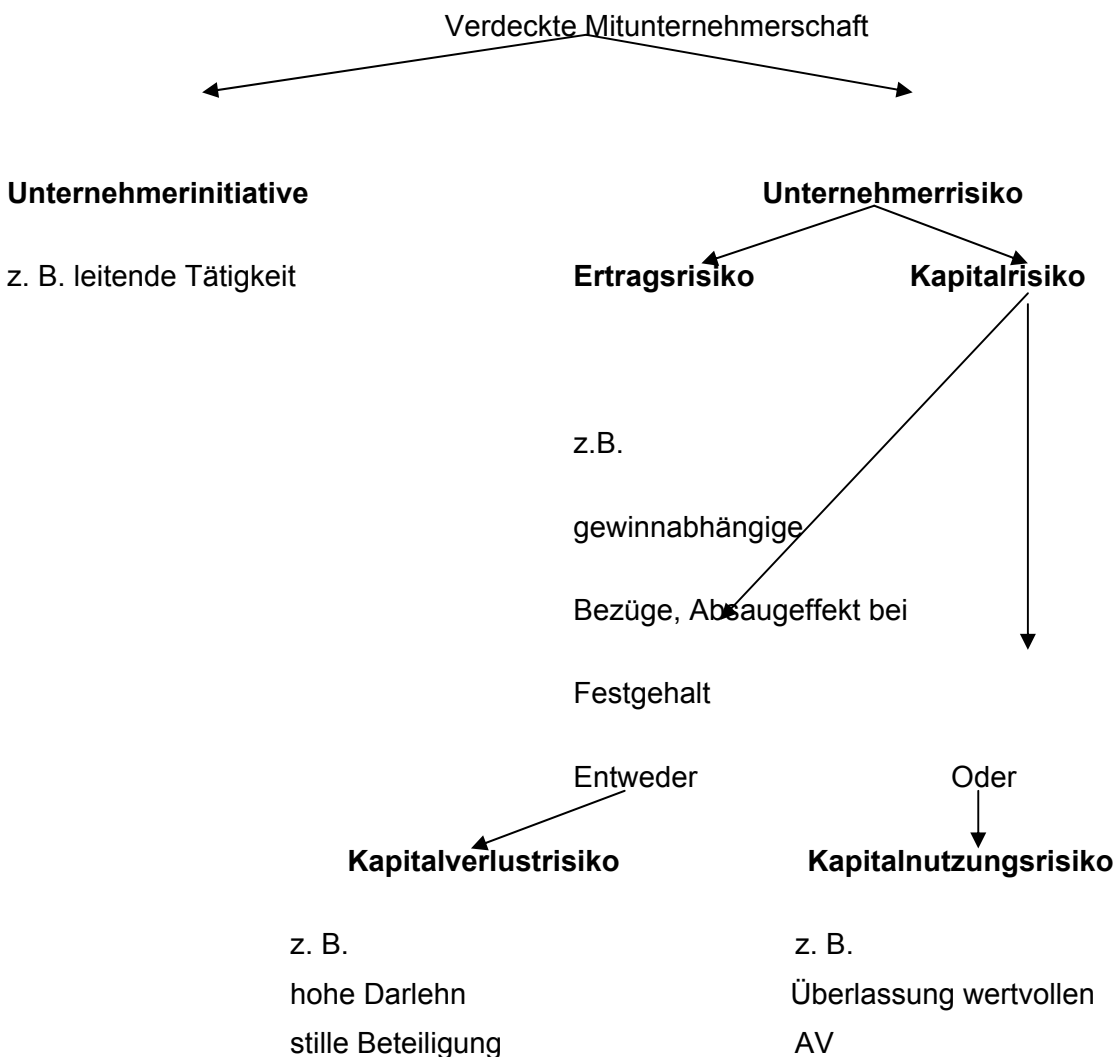 Verdeckte Mitunternehmerschaft
Unternehmerinitiative
Unternehmerrisiko
z. B. leitende Tätigkeit
Ertragsrisiko
Kapitalrisiko
z.B.
gewinnabhängige
Bezüge, Absaugeffekt bei
Festgehalt
Entweder
Oder
Kapitalverlustrisiko
Kapitalnutzungsrisiko
z. B.
z. B.
hohe Darlehn
Überlassung wertvollen
stille Beteiligung
AV